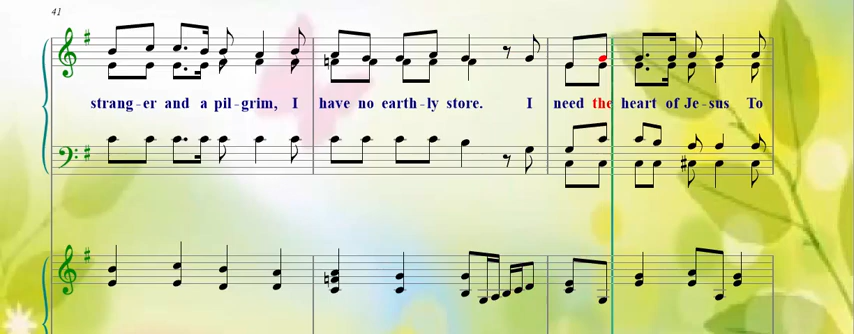 41
strang-er and a pil-grim, I have no earth-ly store. I need the heart of Je-sus To